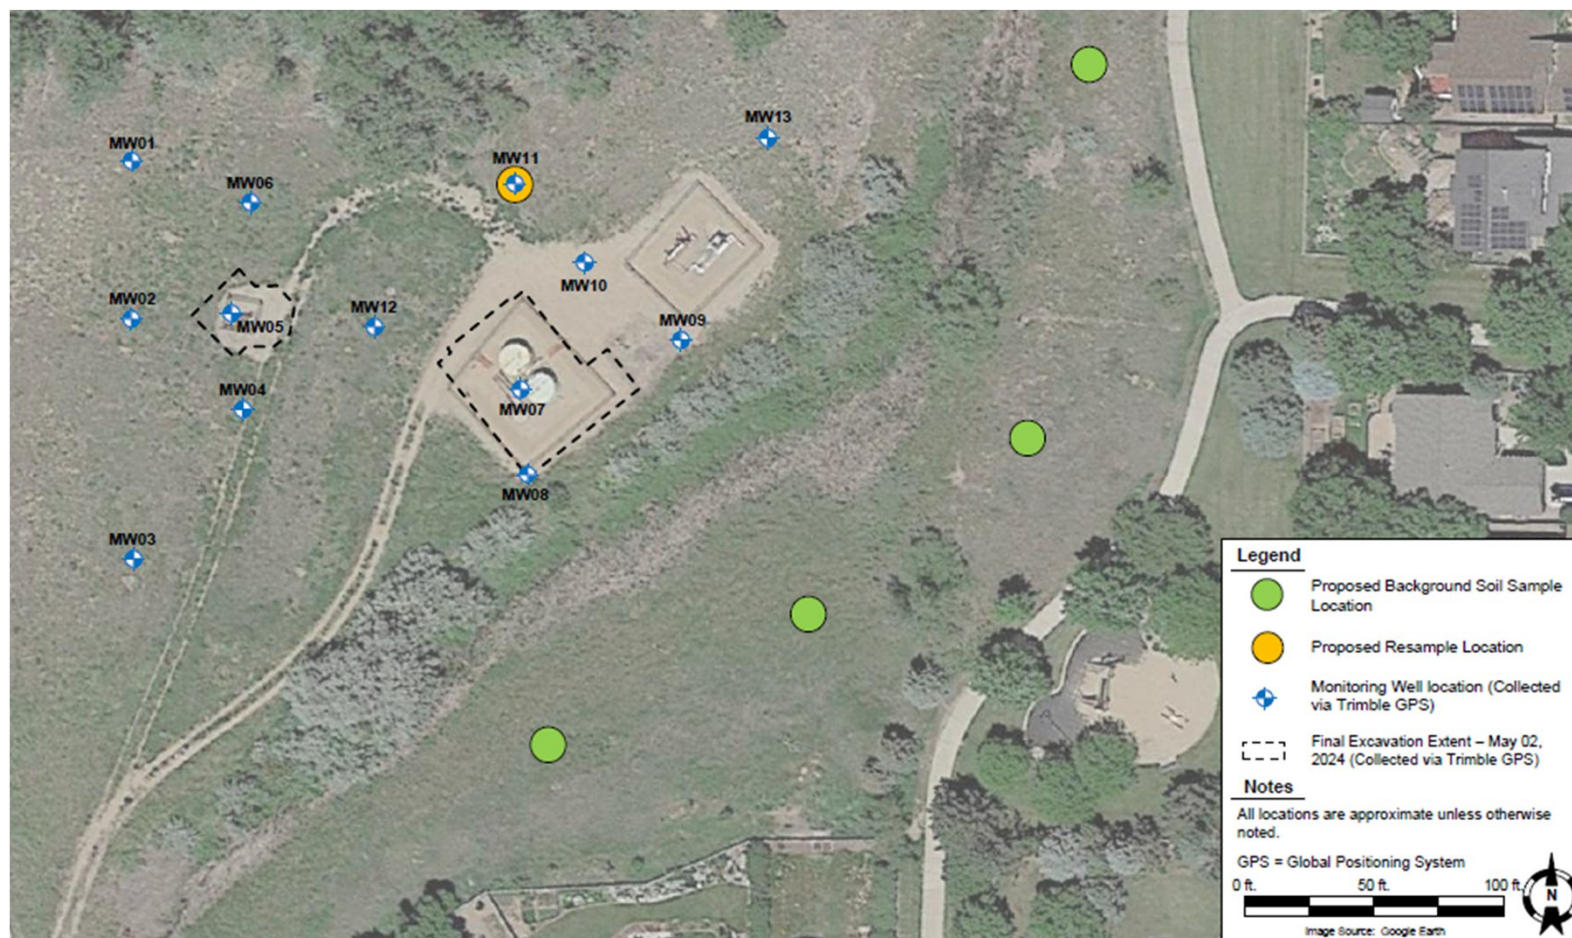 MW13
MW01
MW11
MW06
MW10
MW02
MW12
MW05
MW09
MW04
MW07
MW08
MW03
Legend
Proposed Background Soil Sample
Location
Proposed Resample Location
Monitoring Well location (Collected
via Trimble GPS)
Final Excavation Extent – May 02,
2024 (Collected via Trimble GPS)
Notes
All locations are approximate unless otherwise
noted.
GPS = Global Positioning System
0 ft. 50 ft. 100 ft.
N
Image Source: Google Earth